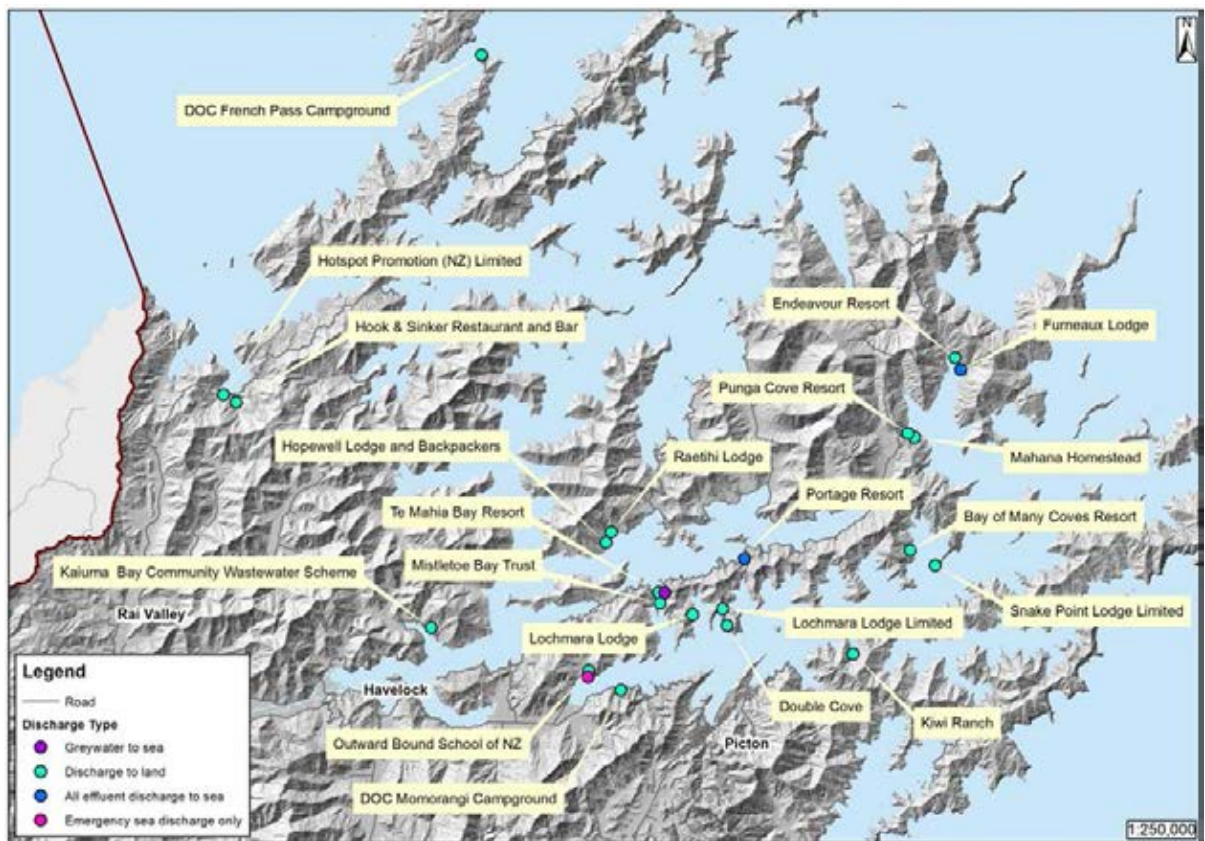 N
DOC French Pass Campground
Hotspot Promotion (NZ) Limited
Hook & Sinker Restaurant and Bar
Endeavour Resort
Furneaux Lodge
Punga Cove Resort
Hopewell Lodge and Backpackers
Raetihi Lodge
Mahana Homestead
Portage Resort
Te Mahia Bay Resort
Bay of Many Coves Resort
Mistletoe Bay Trust
Kaiuma Bay Community Wastewater Scheme
Rai Valley
Snake Point Lodge Limited
Lochmara Lodge
Lochmara Lodge Limited
Havelock
Double Cove
Kiwi Ranch
Outward Bound School of NZ
Picton
DOC Momorangi Campground
Legend
Road
Discharge Type
Greywater to sea
Discharge to land
All effluent discharge to sea
Emergency sea discharge only
1:250,000